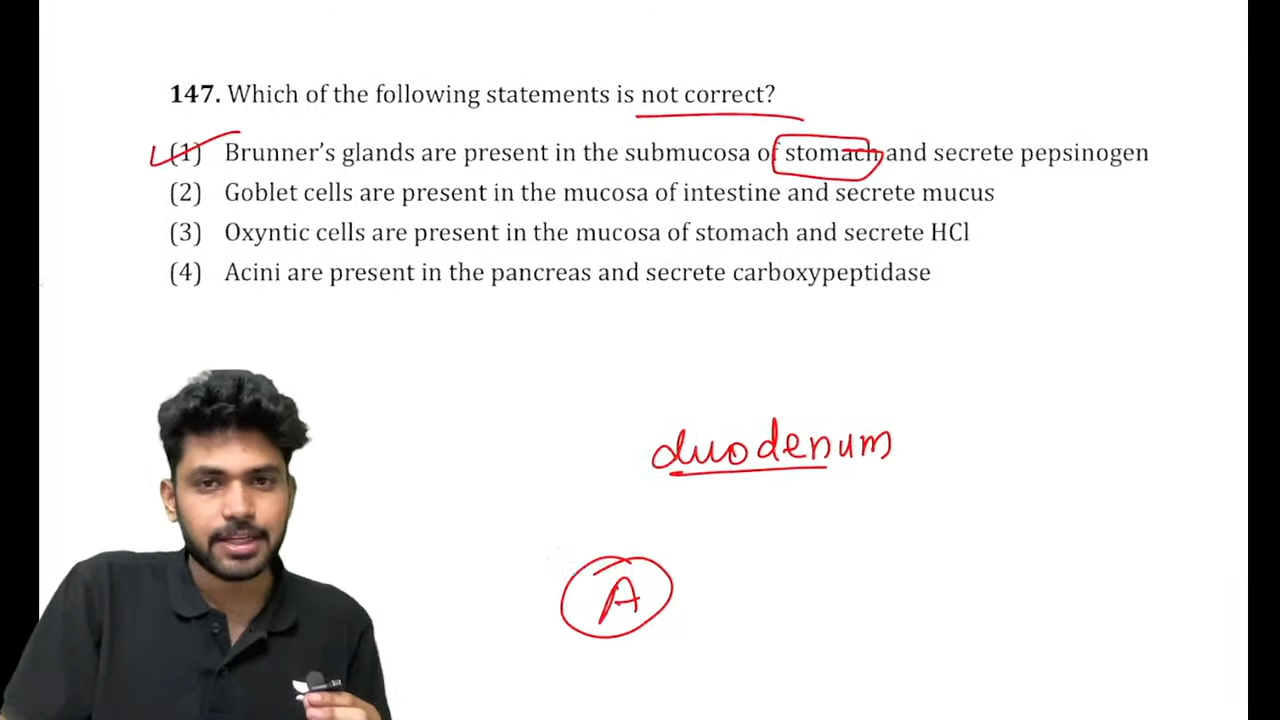 147. Which of the following statements is not correct?
(1) Brunner's glands are present in the submucosa of stomach and secrete pepsinogen
(2) Goblet cells are present in the mucosa of intestine and secrete mucus
(3) Oxyntic cells are present in the mucosa of stomach and secrete HCl
(4) Acini are present in the pancreas and secrete carboxypeptidase
duodenum
A